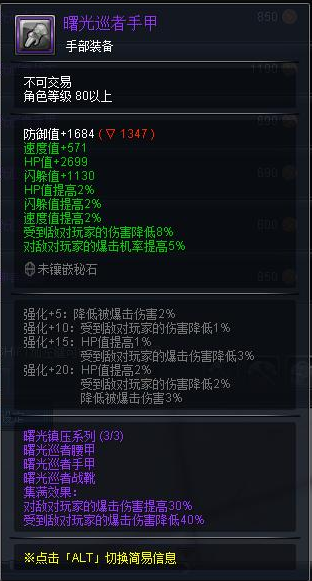 曙光巡者手甲
手部装备
不可交易
角色等级 80以上
防御值+1684 ( ▽ 1347 )
速度值+571
HP值+2699
闪躲值+1130
HP值提高2%
闪躲值提高2%
速度值提高2%
受到敌对玩家的伤害降低8%
对敌对玩家的爆击机率提高5%
未镶嵌秘石
强化+5: 降低被爆击伤害2%
强化+10: 受到敌对玩家的伤害降低1%
强化+15: HP值提高1%
受到敌对玩家的爆击伤害降低3%
强化+20: HP值提高2%
受到敌对玩家的伤害降低2%
降低被爆击伤害3%
曙光镇压系列 (3/3)
曙光巡者腰甲
曙光巡者手甲
曙光巡者战靴
集满效果:
对敌对玩家的爆击伤害提高30%
受到敌对玩家的爆击伤害降低40%
※点击「ALT」切换简易信息
850